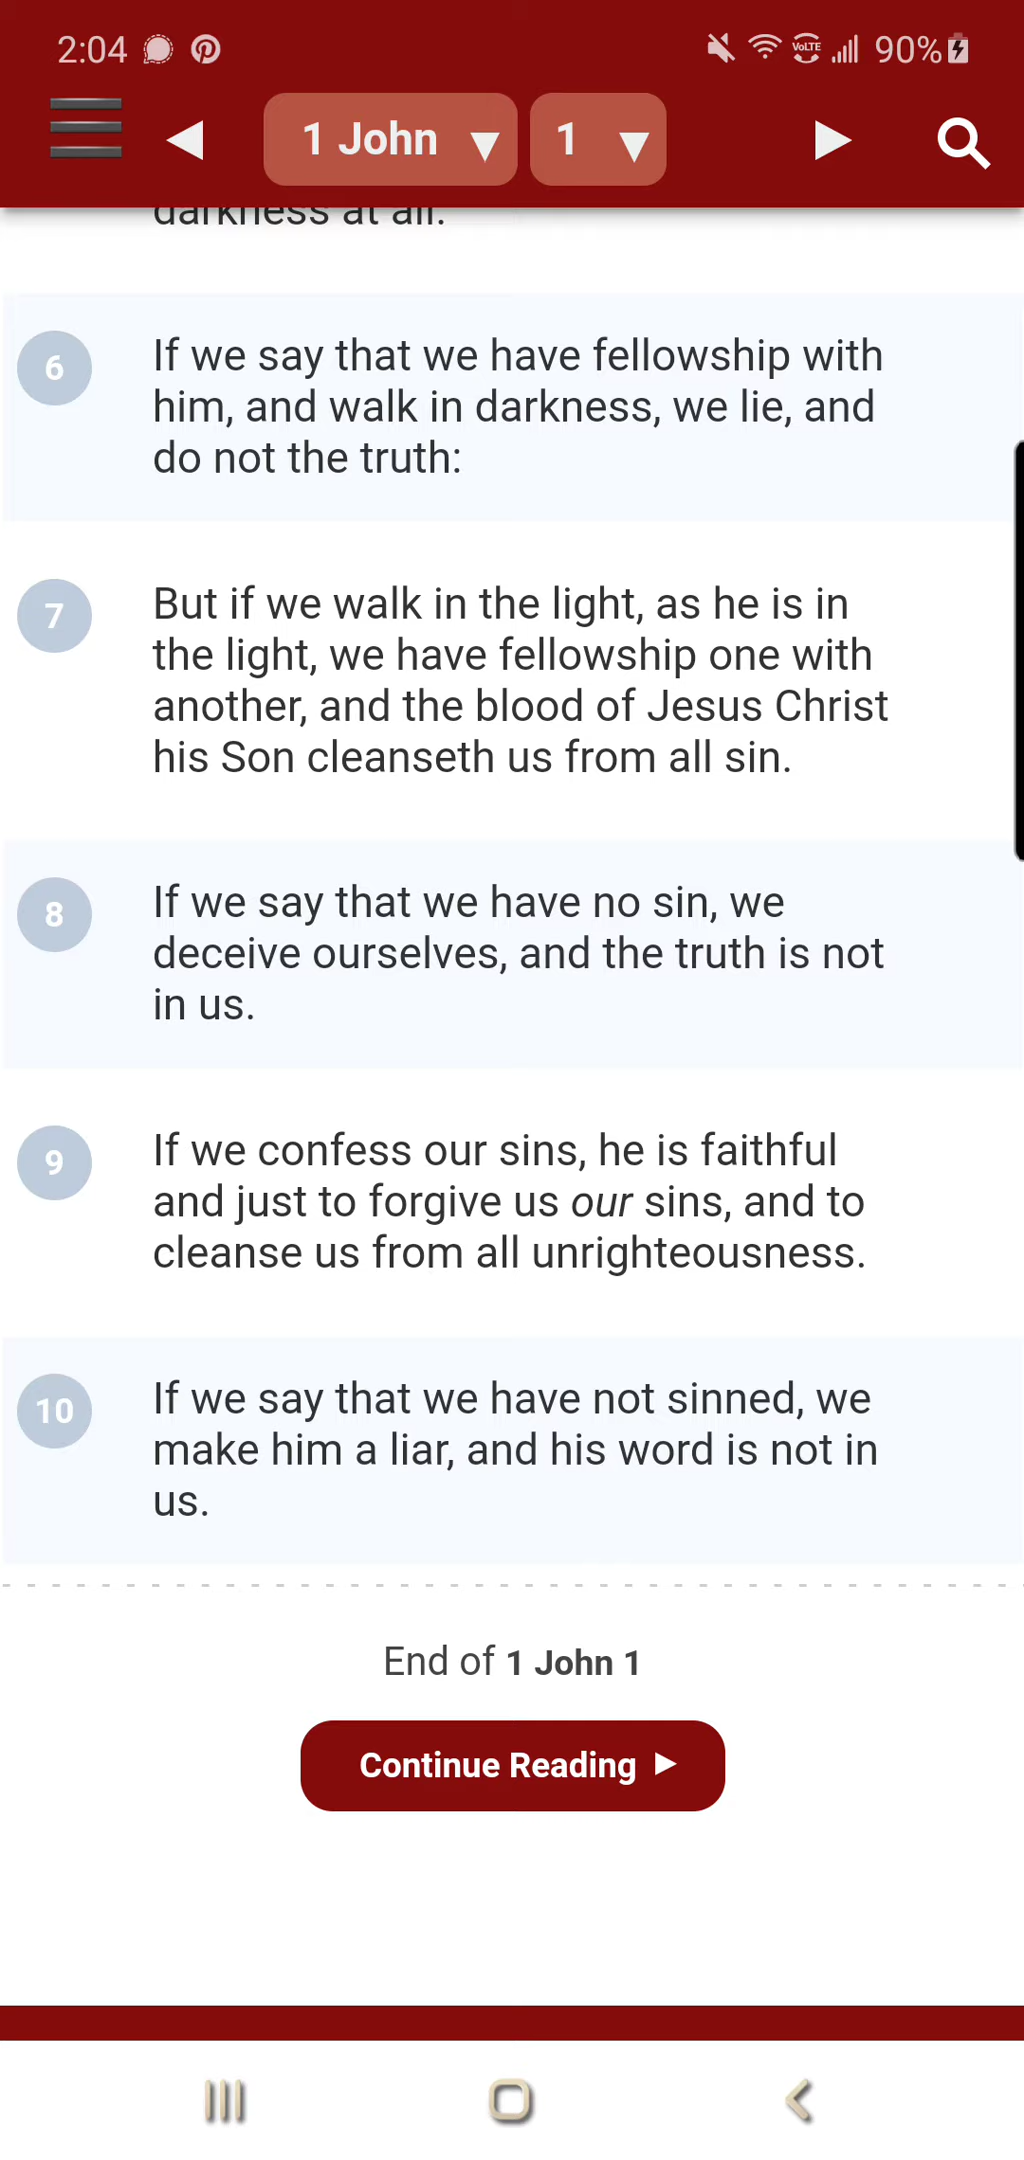 2:04
VoLTE
90%
1 John
1
darkness at all.
6
If we say that we have fellowship with
him, and walk in darkness, we lie, and
do not the truth:
7
But if we walk in the light, as he is in
the light, we have fellowship one with
another, and the blood of Jesus Christ
his Son cleanseth us from all sin.
8
If we say that we have no sin, we
deceive ourselves, and the truth is not
in us.
9
If we confess our sins, he is faithful
and just to forgive us our sins, and to
cleanse us from all unrighteousness.
10
If we say that we have not sinned, we
make him a liar, and his word is not in
us.
End of 1 John 1
Continue Reading